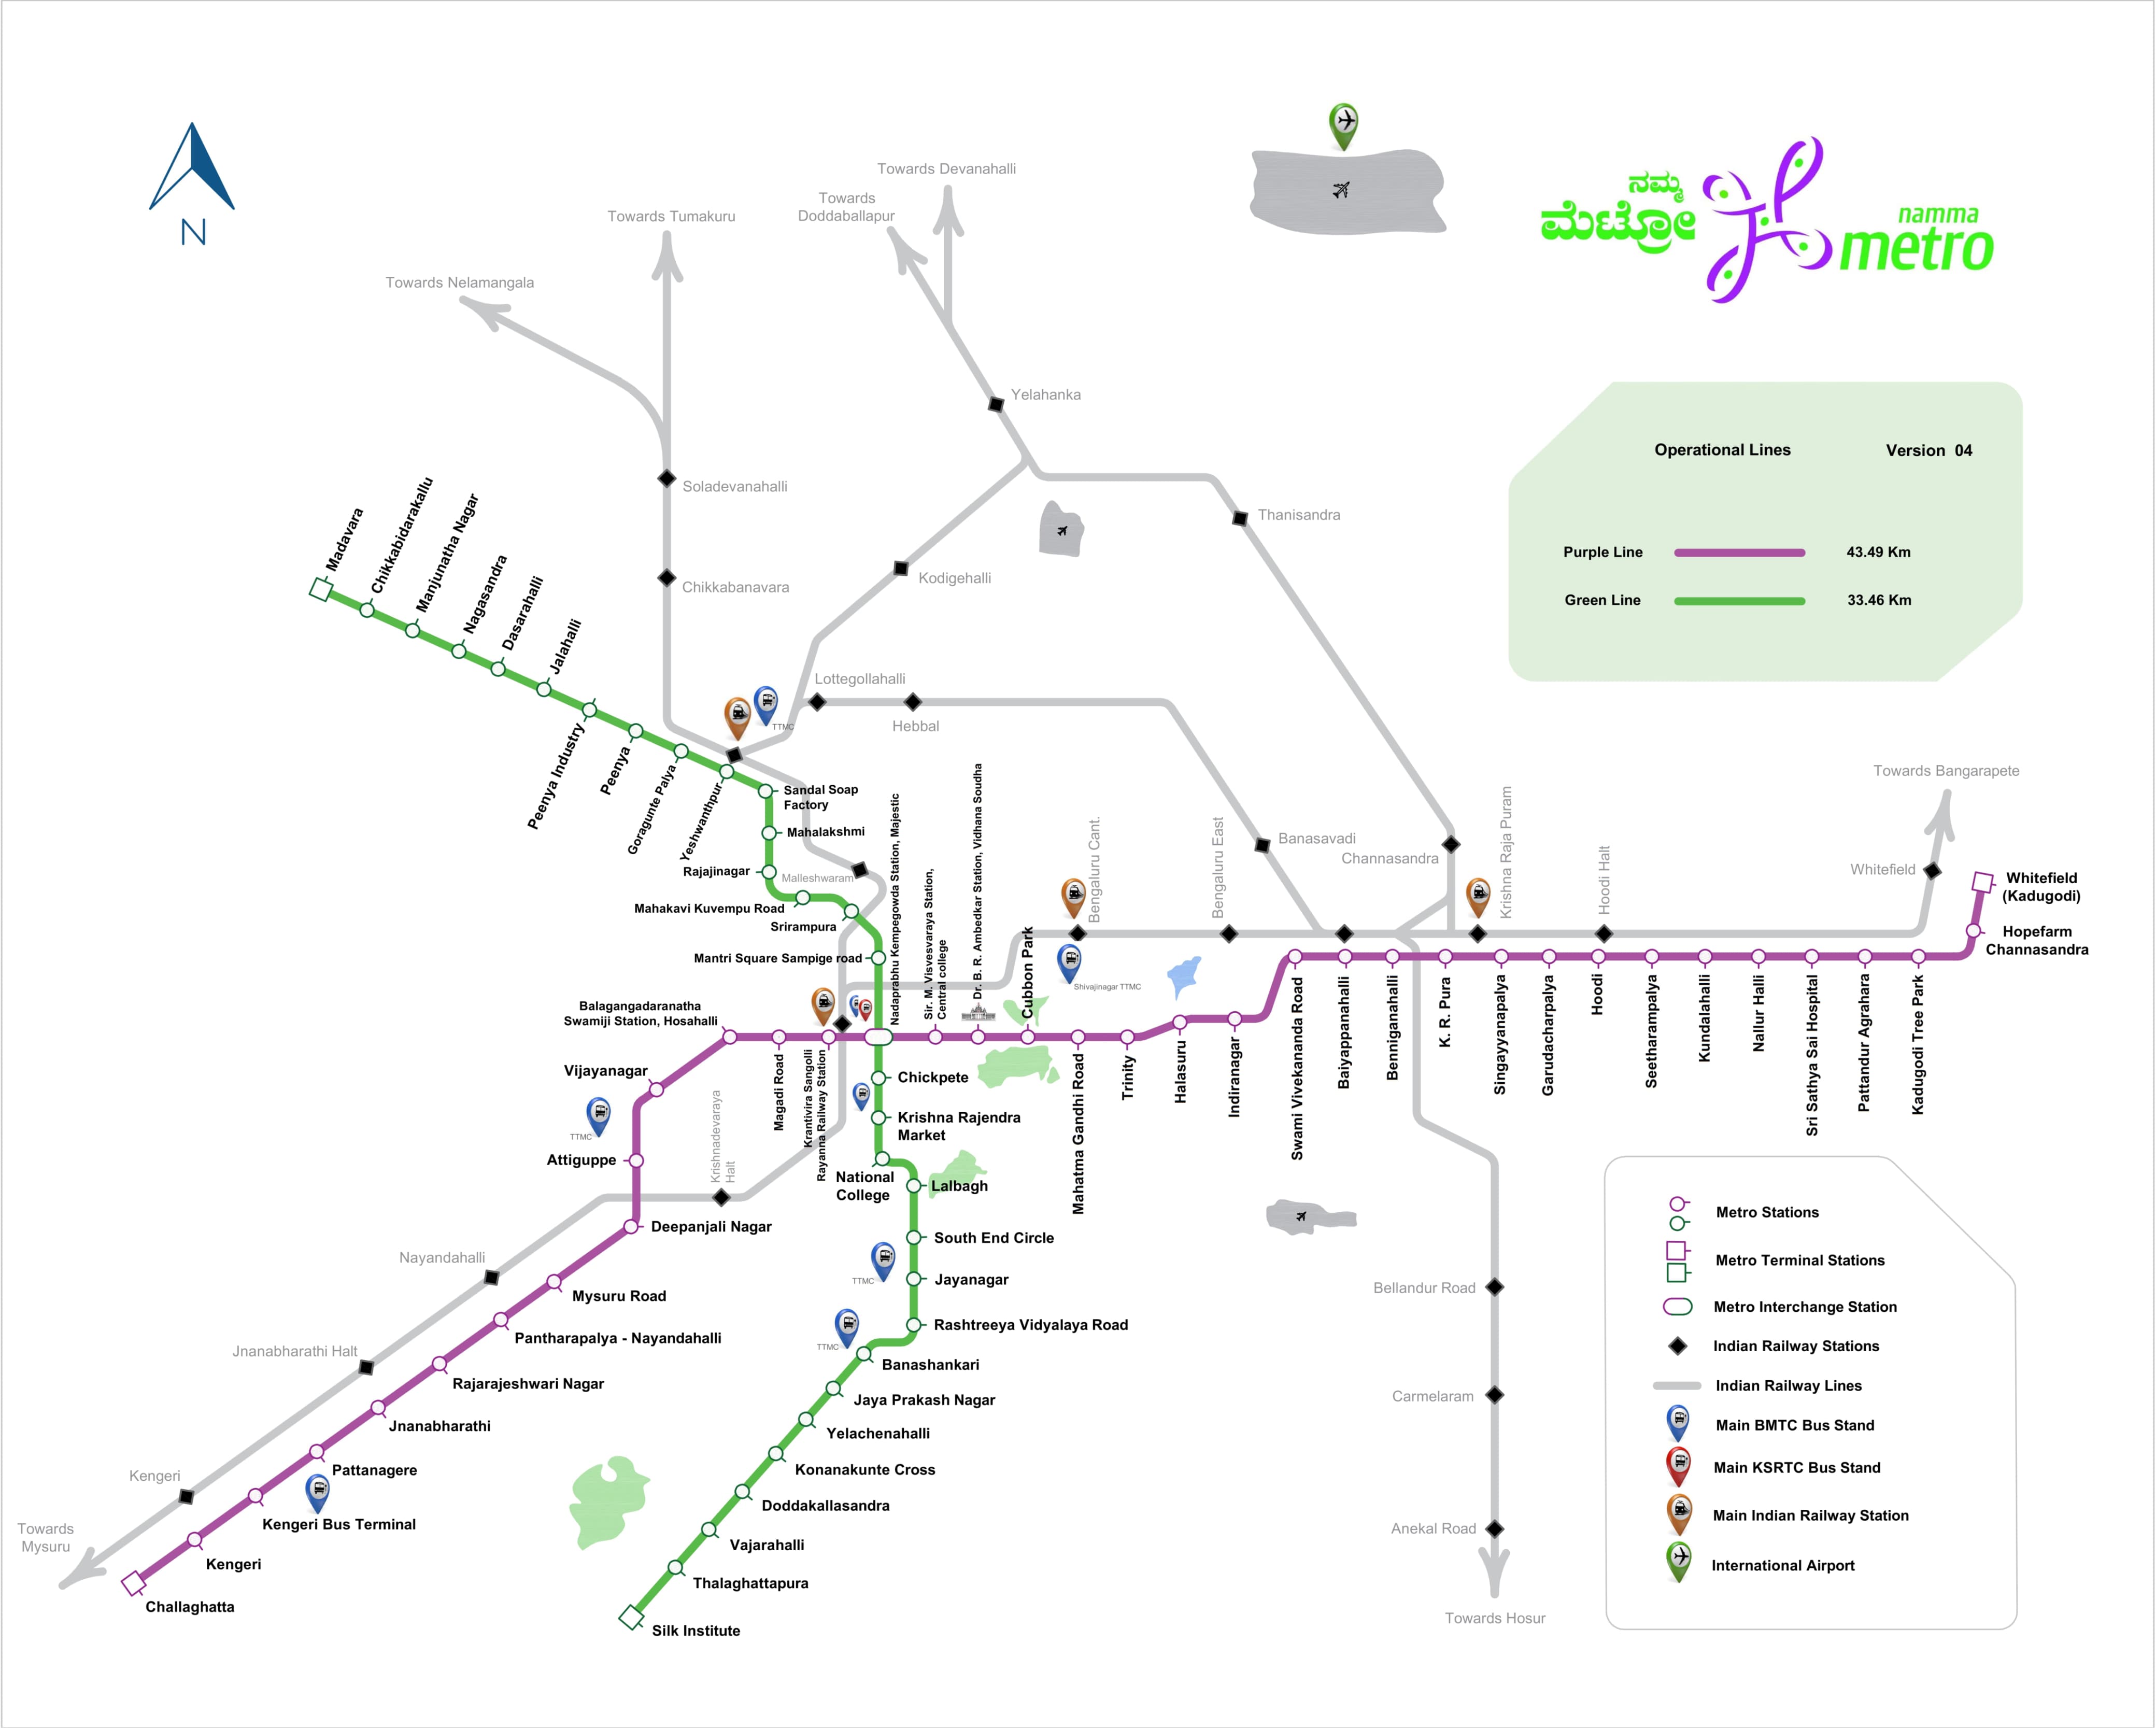 N
Towards Devanahalli
Towards
Doddaballapur
Towards Tumakuru
Towards Nelamangala
ನಮ್ಮ
ಮೆಟ್ರೋ
namma
metro
Yelahanka
Soladevanahalli
Thanisandra
Kodigehalli
Chikkabanavara
Operational Lines
Version 04
Purple Line
43.49 Km
Green Line
33.46 Km
Madavara
Chikkabidarakallu
Manjunatha Nagar
Nagasandra
Dasarahalli
Jalahalli
Peenya Industry
Peenya
Goragunte Palya
Yeshwanthpur
TTMC
Lottegollahalli
Hebbal
Sandal Soap
Factory
Mahalakshmi
Rajajinagar
Malleshwaram
Mahakavi Kuvempu Road
Srirampura
Mantri Square Sampige road
Nadaprabhu Kempegowda Station, Majestic
Sir. M. Visvesvaraya Station,
Central college
Dr. B. R. Ambedkar Station, Vidhana Soudha
Cubbon Park
Bengaluru Cant.
Shivajinagar TTMC
Bengaluru East
Banasavadi
Channasandra
Krishna Raja Puram
Hoodi Halt
Towards Bangarapete
Whitefield
Whitefield
(Kadugodi)
Hopefarm
Channasandra
Balagangadaranatha
Swamiji Station, Hosahalli
Magadi Road
Krantivira Sangolli
Rayanna Railway Station
Mahatma Gandhi Road
Trinity
Halasuru
Indiranagar
Swami Vivekananda Road
Baiyappanahalli
Benniganahalli
K. R. Pura
Singayyanapalya
Garudacharpalya
Hoodi
Seetharampalya
Kundalahalli
Nallur Halli
Sri Sathya Sai Hospital
Pattandur Agrahara
Kadugodi Tree Park
Vijayanagar
TTMC
Attiguppe
Krishnadevaraya
Halt
Deepanjali Nagar
Nayandahalli
Mysuru Road
Pantharapalya - Nayandahalli
Jnanabharathi Halt
Rajarajeshwari Nagar
Jnanabharathi
Pattanagere
Kengeri
Kengeri Bus Terminal
Towards
Mysuru
Kengeri
Challaghatta
Chickpete
Krishna Rajendra
Market
National
College
Lalbagh
South End Circle
TTMC
Jayanagar
Rashtreeya Vidyalaya Road
TTMC
Banashankari
Jaya Prakash Nagar
Yelachenahalli
Konanakunte Cross
Doddakallasandra
Vajarahalli
Thalaghattapura
Silk Institute
Bellandur Road
Carmelaram
Anekal Road
Towards Hosur
Metro Stations
Metro Terminal Stations
Metro Interchange Station
Indian Railway Stations
Indian Railway Lines
Main BMTC Bus Stand
Main KSRTC Bus Stand
Main Indian Railway Station
International Airport